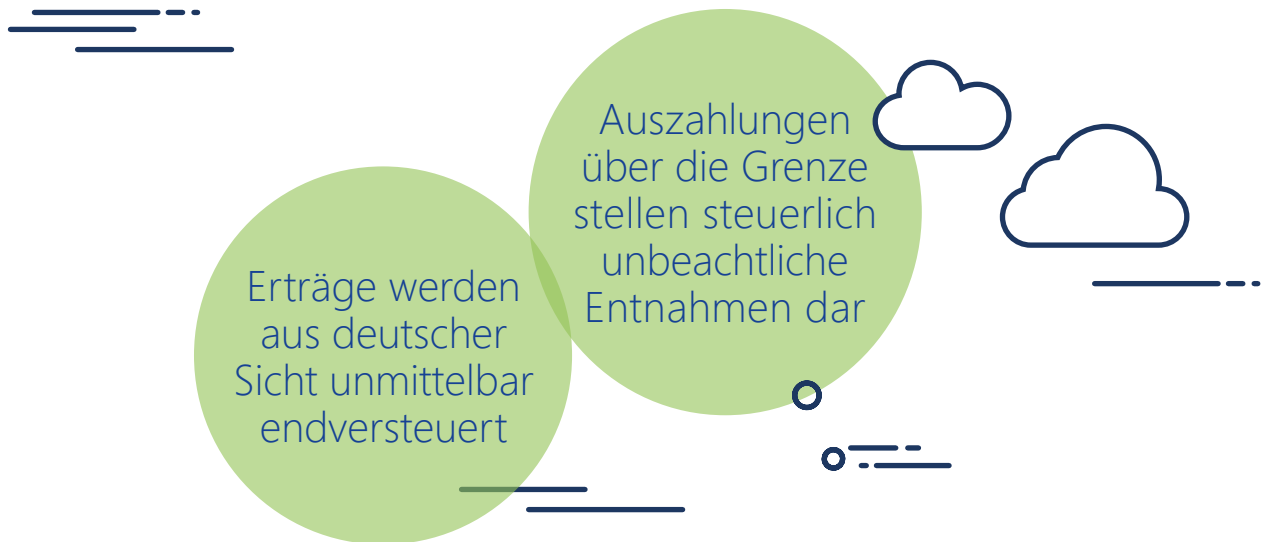 Erträge werden
aus deutscher
Sicht unmittelbar
endversteuert
Auszahlungen
über die Grenze
stellen steuerlich
unbeachtliche
Entnahmen dar